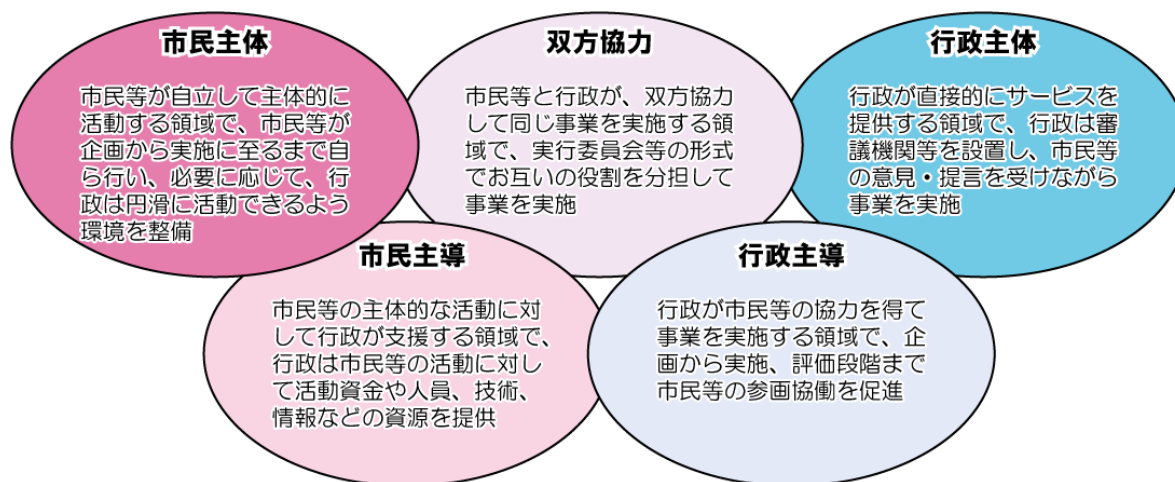 市民主体
市民等が自立して主体的に
活動する領域で、市民等が
企画から実施に至るまで自
ら行い、必要に応じて、行
政は円滑に活動できるよう
環境を整備
双方協力
市民等と行政が、双方協力
して同じ事業を実施する領
域で、実行委員会等の形式
でお互いの役割を分担して
事業を実施
行政主体
行政が直接的にサービスを
提供する領域で、行政は審
議機関等を設置し、市民等
の意見・提言を受けながら
事業を実施
市民主導
市民等の主体的な活動に対
して行政が支援する領域で、
行政は市民等の活動に対し
て活動資金や人員、技術、
情報などの資源を提供
行政主導
行政が市民等の協力を得て
事業を実施する領域で、企
画から実施、評価段階まで
市民等の参画協働を促進